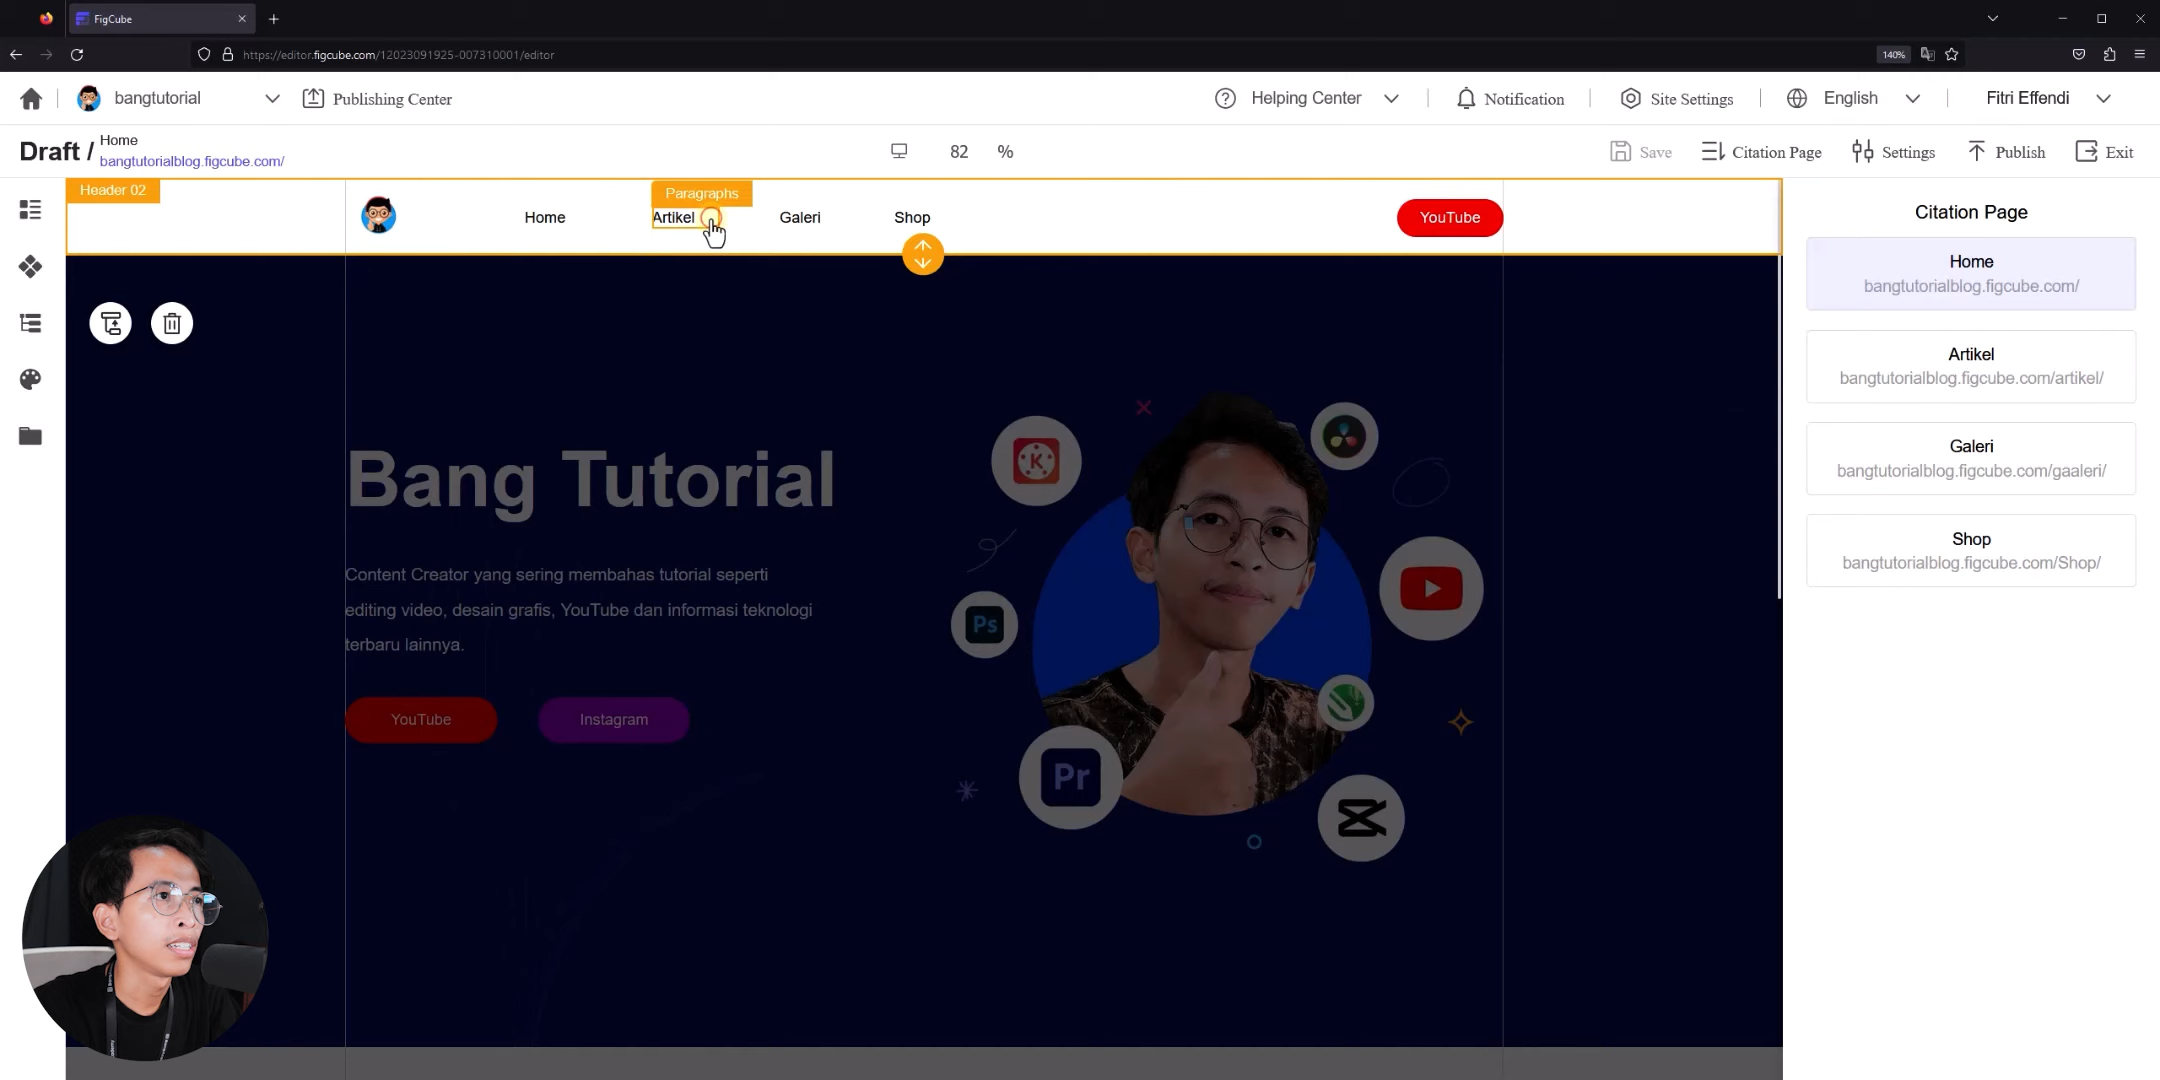 FigCube
https://editor.figcube.com/12023091925-007310001/editor
140%
bangtutorial
Publishing Center
Helping Center
Notification
Site Settings
English
Fitri Effendi
Draft /
Home
bangtutorialblog.figcube.com/
82 %
Save
Citation Page
Settings
Publish
Exit
Header 02
Paragraphs
Home
Artikel
Galeri
Shop
YouTube
Bang Tutorial
Content Creator yang sering membahas tutorial seperti
editing video, desain grafis, YouTube dan informasi teknologi
terbaru lainnya.
YouTube
Instagram
K
Ps
Pr
Citation Page
Home
bangtutorialblog.figcube.com/
Artikel
bangtutorialblog.figcube.com/artikel/
Galeri
bangtutorialblog.figcube.com/gaaleri/
Shop
bangtutorialblog.figcube.com/Shop/